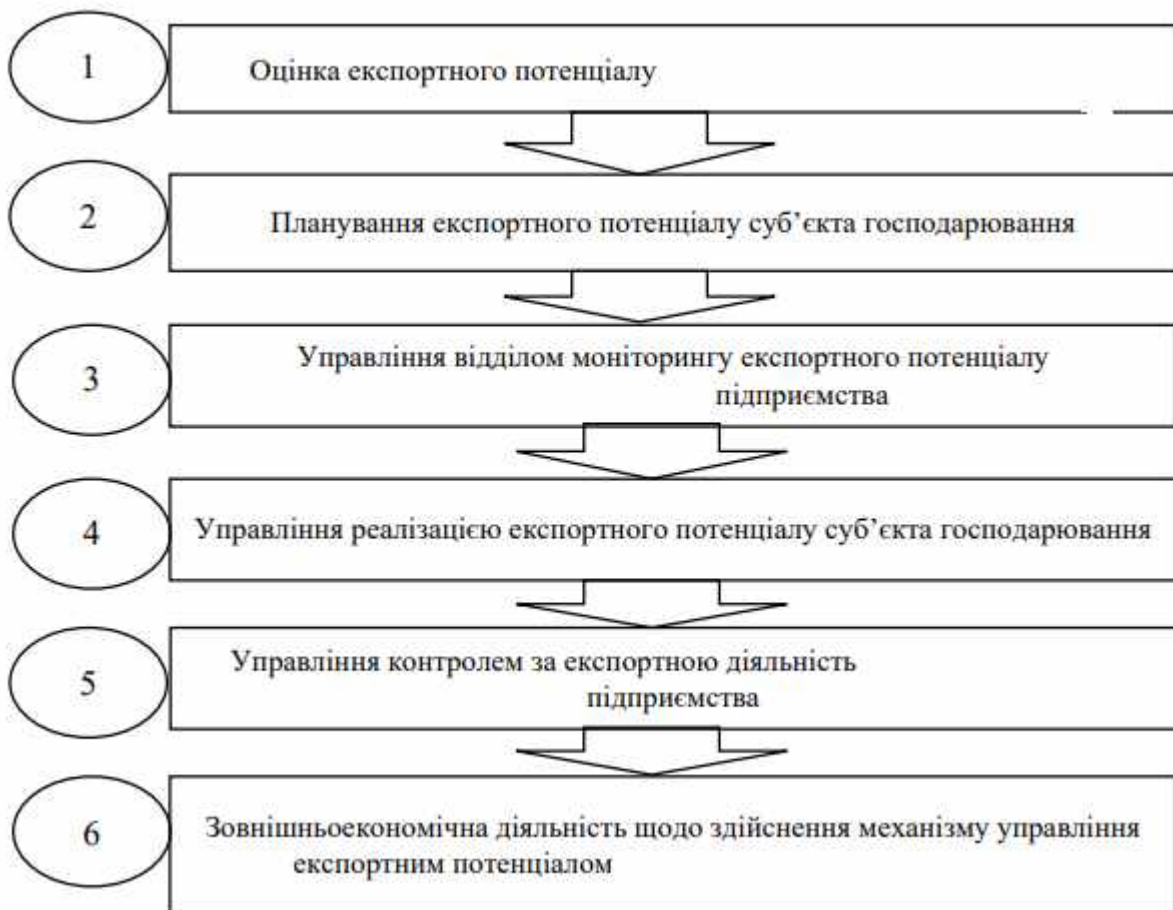 1
Оцінка експортного потенціалу
2
Планування експортного потенціалу суб’єкта господарювання
3
Управління відділом моніторингу експортного потенціалу
підприємства
4
Управління реалізацією експортного потенціалу суб’єкта господарювання
5
Управління контролем за експортною діяльність
підприємства
6
Зовнішньоекономічна діяльність щодо здійснення механізму управління
експортним потенціалом